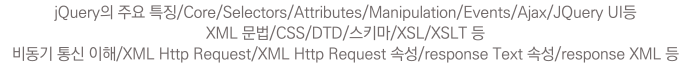 jQuery의 주요 특징/Core/Selectors/Attributes/Manipulation/Events/Ajax/JQuery UI등
XML 문법/CSS/DTD/스키마/XSL/XSLT 등
비동기 통신 이해/XML Http Request/XML Http Request 속성/response Text 속성/response XML 등